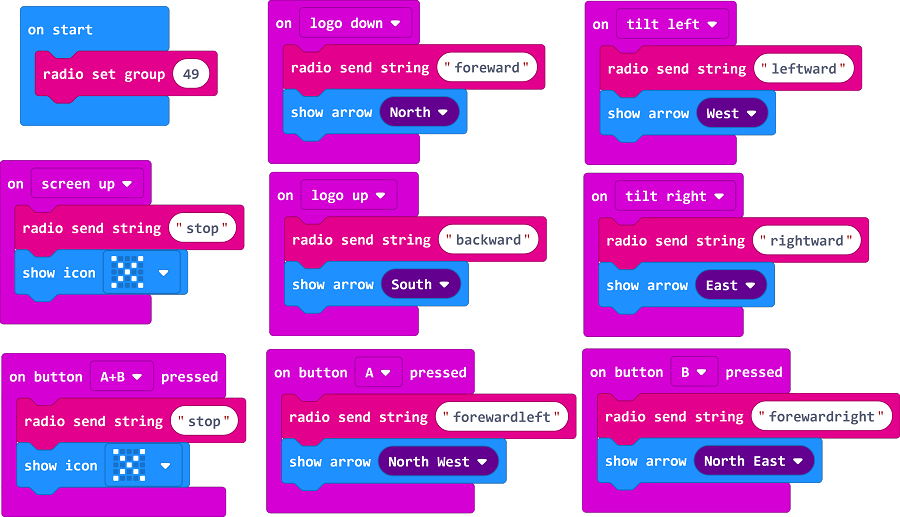 on start
radio set group 49
on logo down
radio send string "foreward"
show arrow North
on tilt left
radio send string "leftward"
show arrow West
on screen up
radio send string "stop"
show icon
on logo up
radio send string "backward"
show arrow South
on tilt right
radio send string "rightward"
show arrow East
on button A+B pressed
radio send string "stop"
show icon
on button A pressed
radio send string "forewardleft"
show arrow North West
on button B pressed
radio send string "forewardright"
show arrow North East